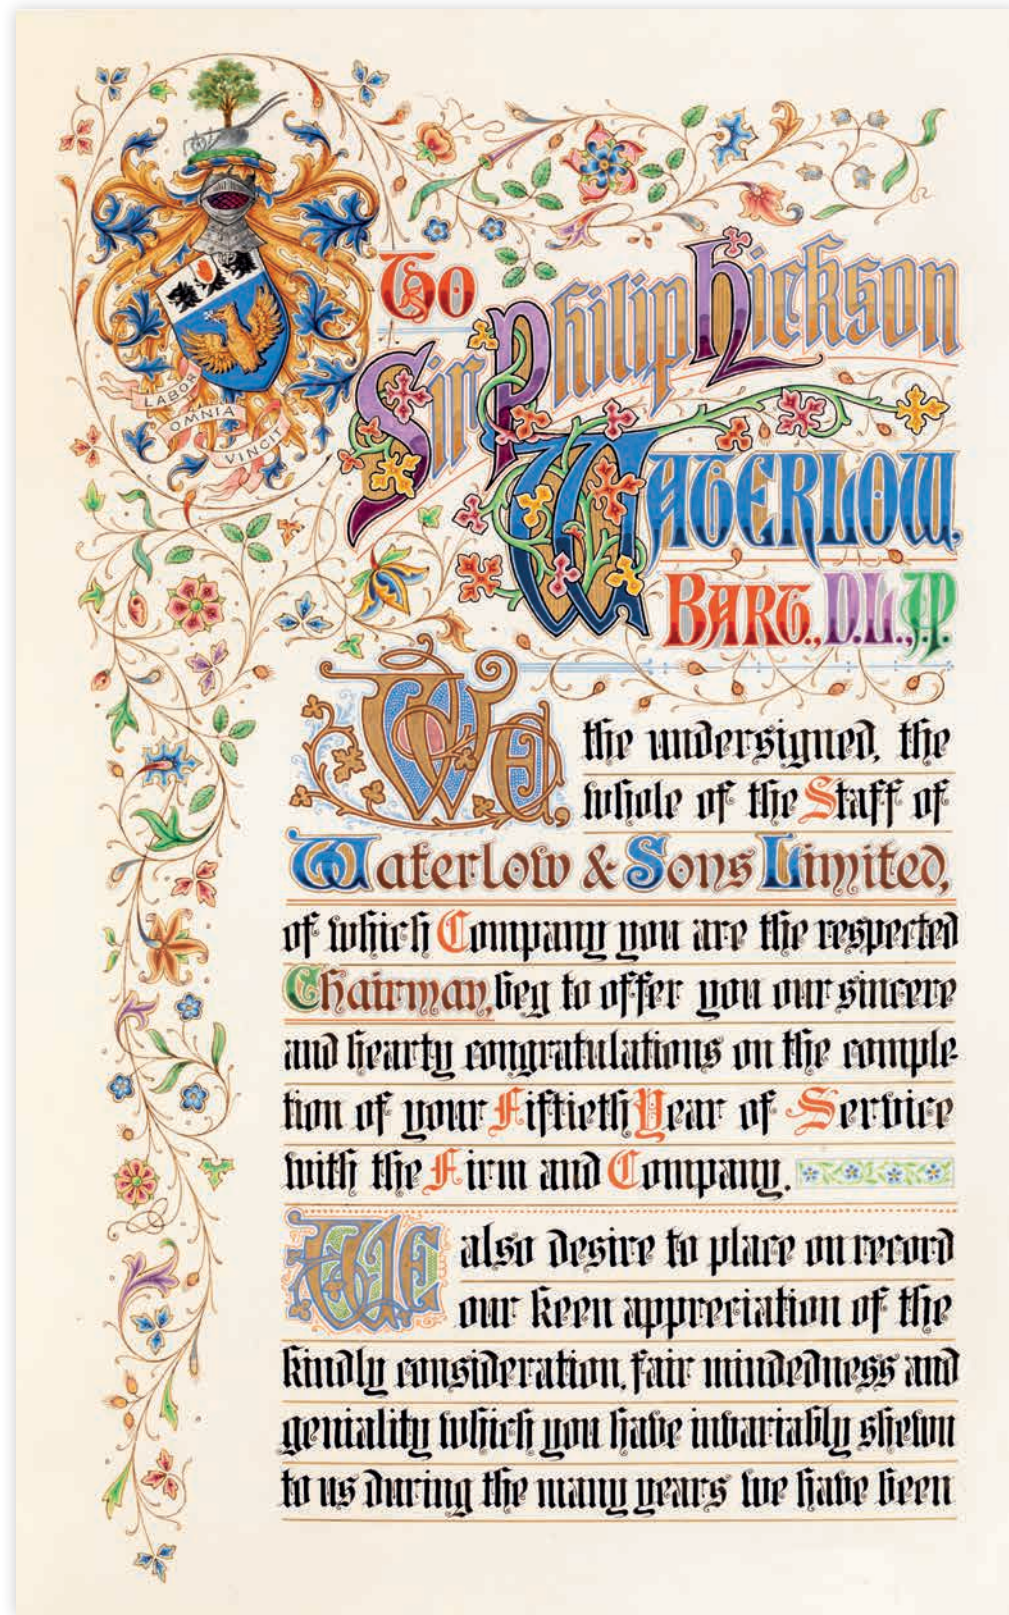 LABOR
OMNIA
VINCIT
To
Sir Philip Hickson
WATERLOW.
BART., D.L., J.P.
We,
the undersigned, the
whole of the Staff of
Waterlow & Sons Limited,
of which Company you are the respected
Chairman, beg to offer you our sincere
and hearty congratulations on the comple-
tion of your Fiftieth Year of Service
with the Firm and Company.
WE
also desire to place on record
our keen appreciation of the
kindly consideration, fair mindedness and
geniality which you have invariably shewn
to us during the many years we have been